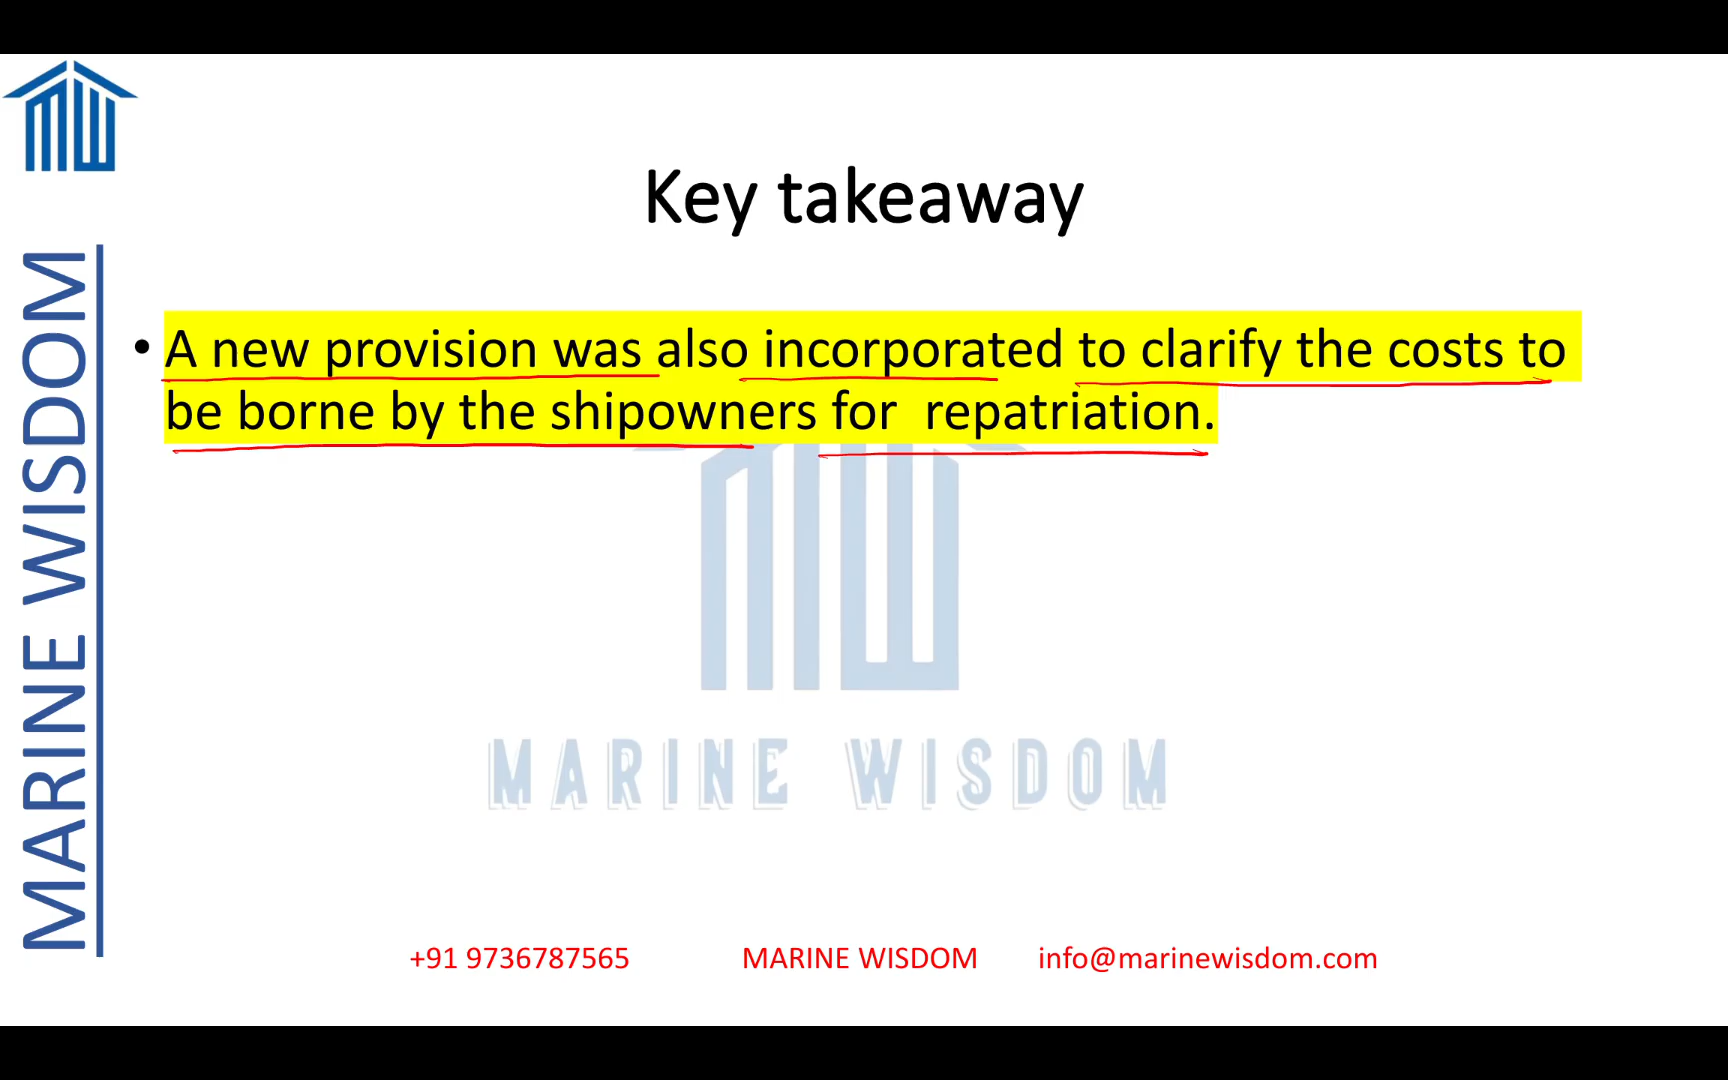 MARINE WISDOM
Key takeaway
• A new provision was also incorporated to clarify the costs to
be borne by the shipowners for repatriation.
MW
MARINE WISDOM
+91 9736787565 MARINE WISDOM info@marinewisdom.com